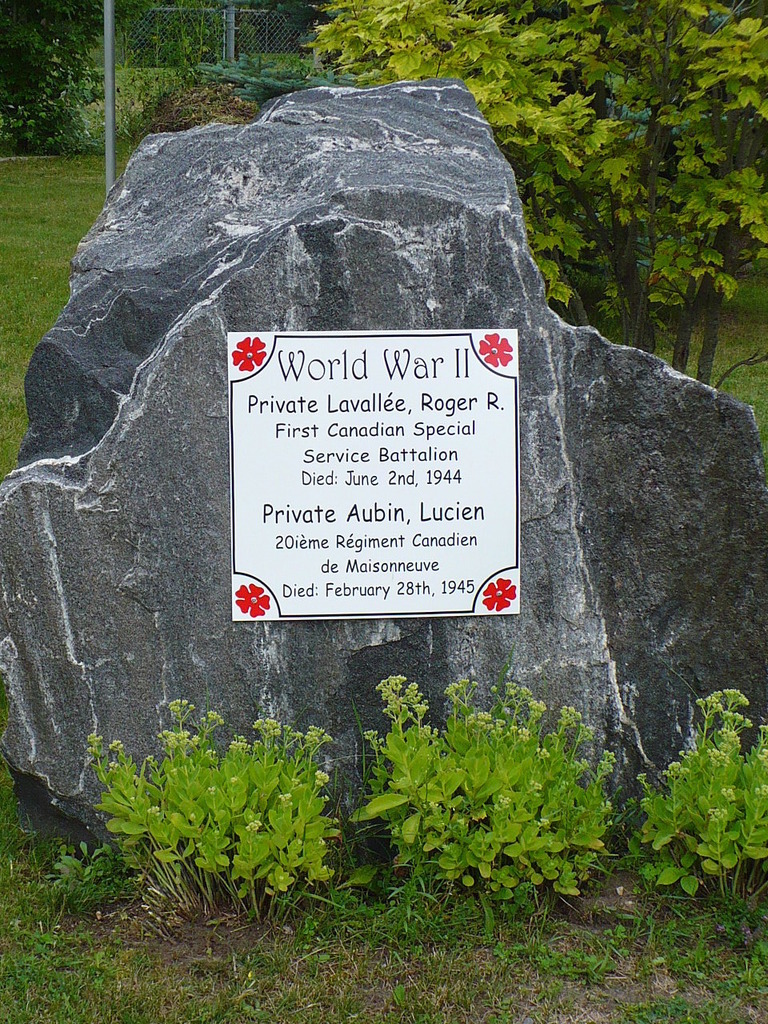 World War II
Private Lavallée, Roger R.
First Canadian Special
Service Battalion
Died: June 2nd, 1944
Private Aubin, Lucien
20ième Régiment Canadien
de Maisonneuve
Died: February 28th, 1945